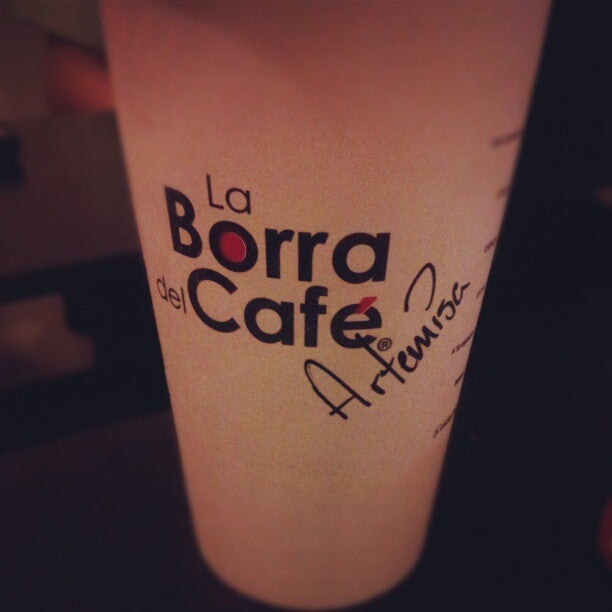 La
Borra
del Café®
Artemisa